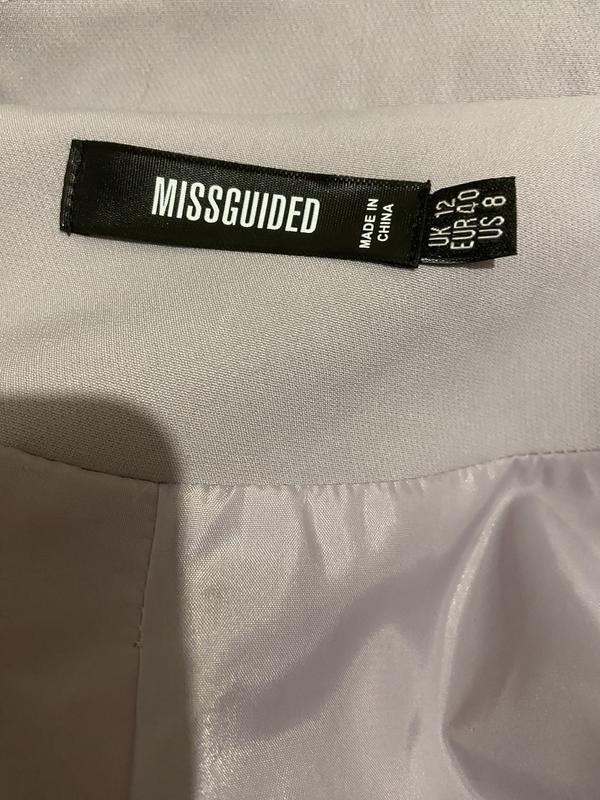 MISSGUIDED
MADE IN
CHINA
UK 12
EUR 40
US 8